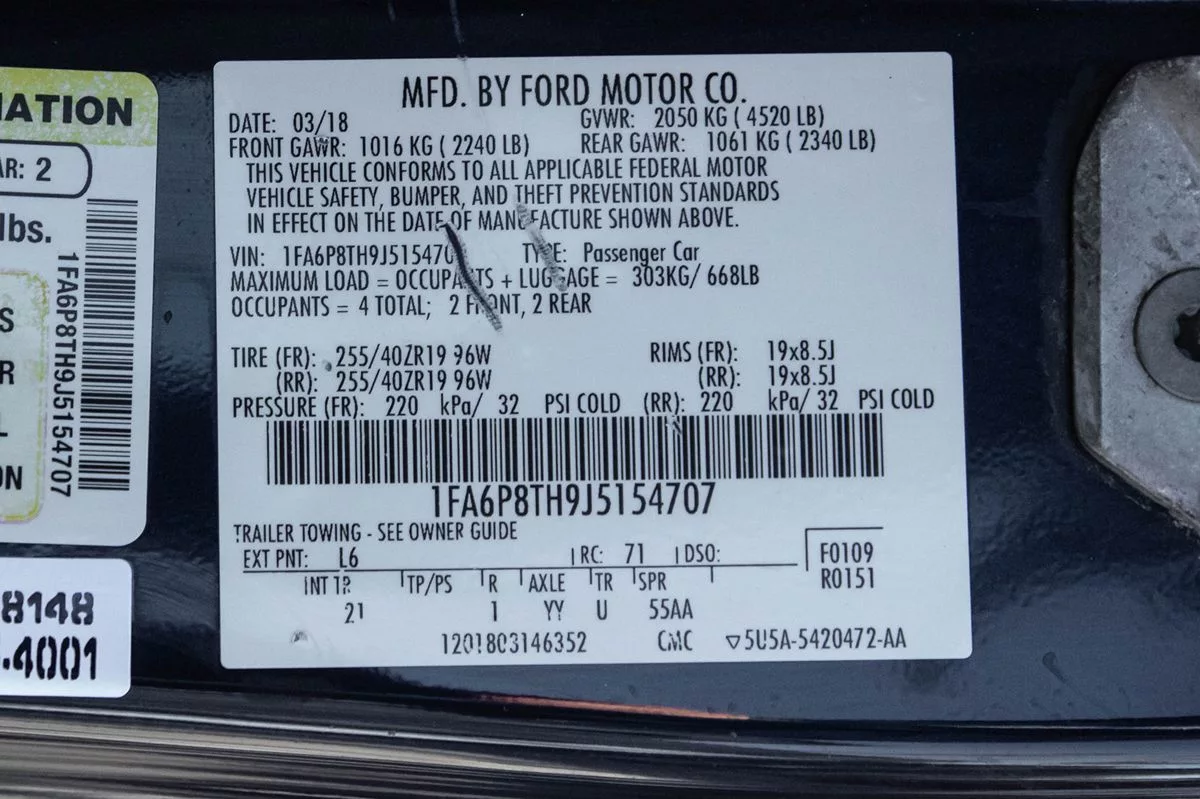 MATION
AR: 2
lbs.
1FA6P8TH9J5154707
S
R
L
ON
8148
-4001
MFD. BY FORD MOTOR CO.
DATE: 03/18 GVWR: 2050 KG ( 4520 LB)
FRONT GAWR: 1016 KG ( 2240 LB) REAR GAWR: 1061 KG ( 2340 LB)
THIS VEHICLE CONFORMS TO ALL APPLICABLE FEDERAL MOTOR
VEHICLE SAFETY, BUMPER, AND THEFT PREVENTION STANDARDS
IN EFFECT ON THE DATE OF MANUFACTURE SHOWN ABOVE.
VIN: 1FA6P8TH9J515470 TYPE: Passenger Car
MAXIMUM LOAD = OCCUPANTS + LUGGAGE = 303KG/ 668LB
OCCUPANTS = 4 TOTAL; 2 FRONT, 2 REAR
TIRE (FR): 255/40ZR19 96W RIMS (FR): 19x8.5J
(RR): 255/40ZR19 96W (RR): 19x8.5J
PRESSURE (FR): 220 kPa/ 32 PSI COLD (RR): 220 kPa/ 32 PSI COLD
1FA6P8TH9J5154707
TRAILER TOWING - SEE OWNER GUIDE
EXT PNT: L6 RC: 71 DSO: F0109
INT TR TP/PS R AXLE TR SPR R0151
21 1 YY U 55AA
1201803146352 CMC ▽5U5A-5420472-AA